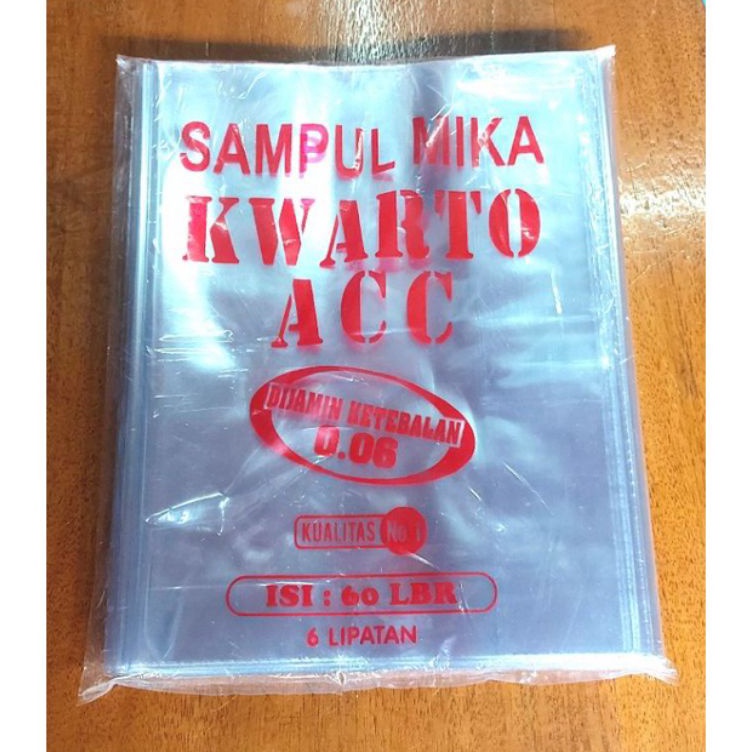 SAMPUL MIKA
KWARTO
ACC
DIJAMIN KETEBALAN
0.06
KUALITAS No.1
ISI : 60 LBR
6 LIPATAN